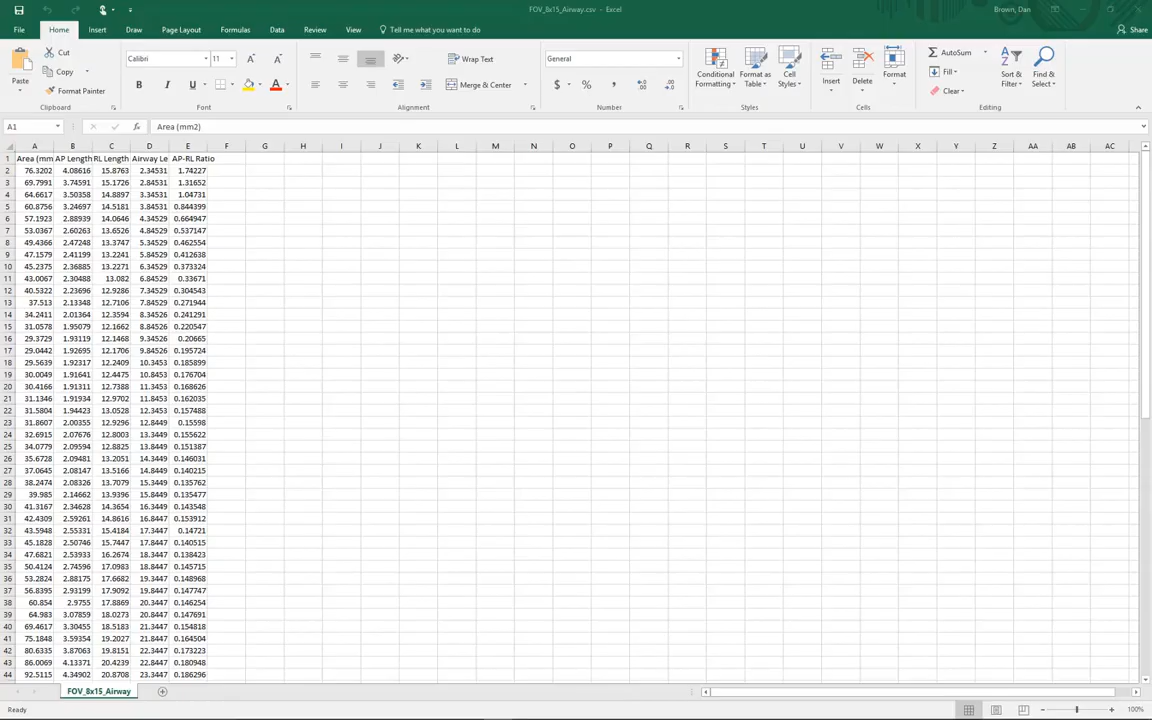 FOV_8x15_Airway.csv - Excel
Brown, Dan
File Home Insert Draw Page Layout Formulas Data Review View Tell me what you want to do Share
Paste
Cut
Copy
Format Painter
Clipboard
Calibri 11
B I U
Font
Wrap Text
Merge & Center
Alignment
General
$ % ,
Number
Conditional Formatting
Format as Table
Cell Styles
Styles
Insert Delete Format
Cells
AutoSum
Fill
Clear
Sort & Filter
Find & Select
Editing
A1 fx Area (mm2)
A B C D E F G H I J K L M N O P Q R S T U V W X Y Z AA AB AC
1 Area (mm AP Length RL Length Airway Le AP-RL Ratio
2 76.3202 4.08616 15.8763 2.34531 1.74227
3 69.7991 3.74591 15.1726 2.84531 1.31652
4 64.6617 3.50358 14.8897 3.34531 1.04731
5 60.8756 3.24697 14.5181 3.84531 0.844399
6 57.1923 2.88939 14.0646 4.34529 0.664947
7 53.0367 2.60263 13.6526 4.84529 0.537147
8 49.4366 2.47248 13.3747 5.34529 0.462554
9 47.1579 2.41199 13.2241 5.84529 0.412638
10 45.2375 2.36885 13.2271 6.34529 0.373324
11 43.0067 2.30488 13.082 6.84529 0.33671
12 40.5322 2.23696 12.9286 7.34529 0.304543
13 37.513 2.13348 12.7106 7.84529 0.271944
14 34.2411 2.01364 12.3594 8.34526 0.241291
15 31.0578 1.95079 12.1662 8.84526 0.220547
16 29.3729 1.93119 12.1468 9.34526 0.20665
17 29.0442 1.92695 12.1706 9.84526 0.195724
18 29.5639 1.92317 12.2409 10.3453 0.185899
19 30.0049 1.91641 12.4475 10.8453 0.176704
20 30.4166 1.91311 12.7388 11.3453 0.168626
21 31.1346 1.91934 12.9702 11.8453 0.162035
22 31.5804 1.94423 13.0528 12.3453 0.157488
23 31.8607 2.00355 12.9296 12.8449 0.15598
24 32.6915 2.07676 12.8003 13.3449 0.155622
25 34.0779 2.09594 12.8825 13.8449 0.151387
26 35.6728 2.09481 13.2051 14.3449 0.146031
27 37.0645 2.08147 13.5166 14.8449 0.140215
28 38.2474 2.08326 13.7079 15.3449 0.135762
29 39.985 2.14662 13.9396 15.8449 0.135477
30 41.3167 2.34628 14.3654 16.3449 0.143548
31 42.4309 2.59261 14.8616 16.8447 0.153912
32 43.5948 2.55331 15.4184 17.3447 0.14721
33 45.1828 2.50746 15.7447 17.8447 0.140515
34 47.6821 2.53933 16.2674 18.3447 0.138423
35 50.4124 2.74596 17.0983 18.8447 0.145715
36 53.2824 2.88175 17.6682 19.3447 0.148968
37 56.8395 2.93199 17.9092 19.8447 0.147747
38 60.854 2.9755 17.8869 20.3447 0.146254
39 64.983 3.07859 18.0273 20.8447 0.147691
40 69.4617 3.30455 18.5183 21.3447 0.154818
41 75.1848 3.59354 19.2027 21.8447 0.164504
42 80.6335 3.87063 19.8151 22.3447 0.173223
43 86.0069 4.13371 20.4239 22.8447 0.180948
44 92.5115 4.34902 20.8708 23.3447 0.186296
FOV_8x15_Airway
Ready
100%